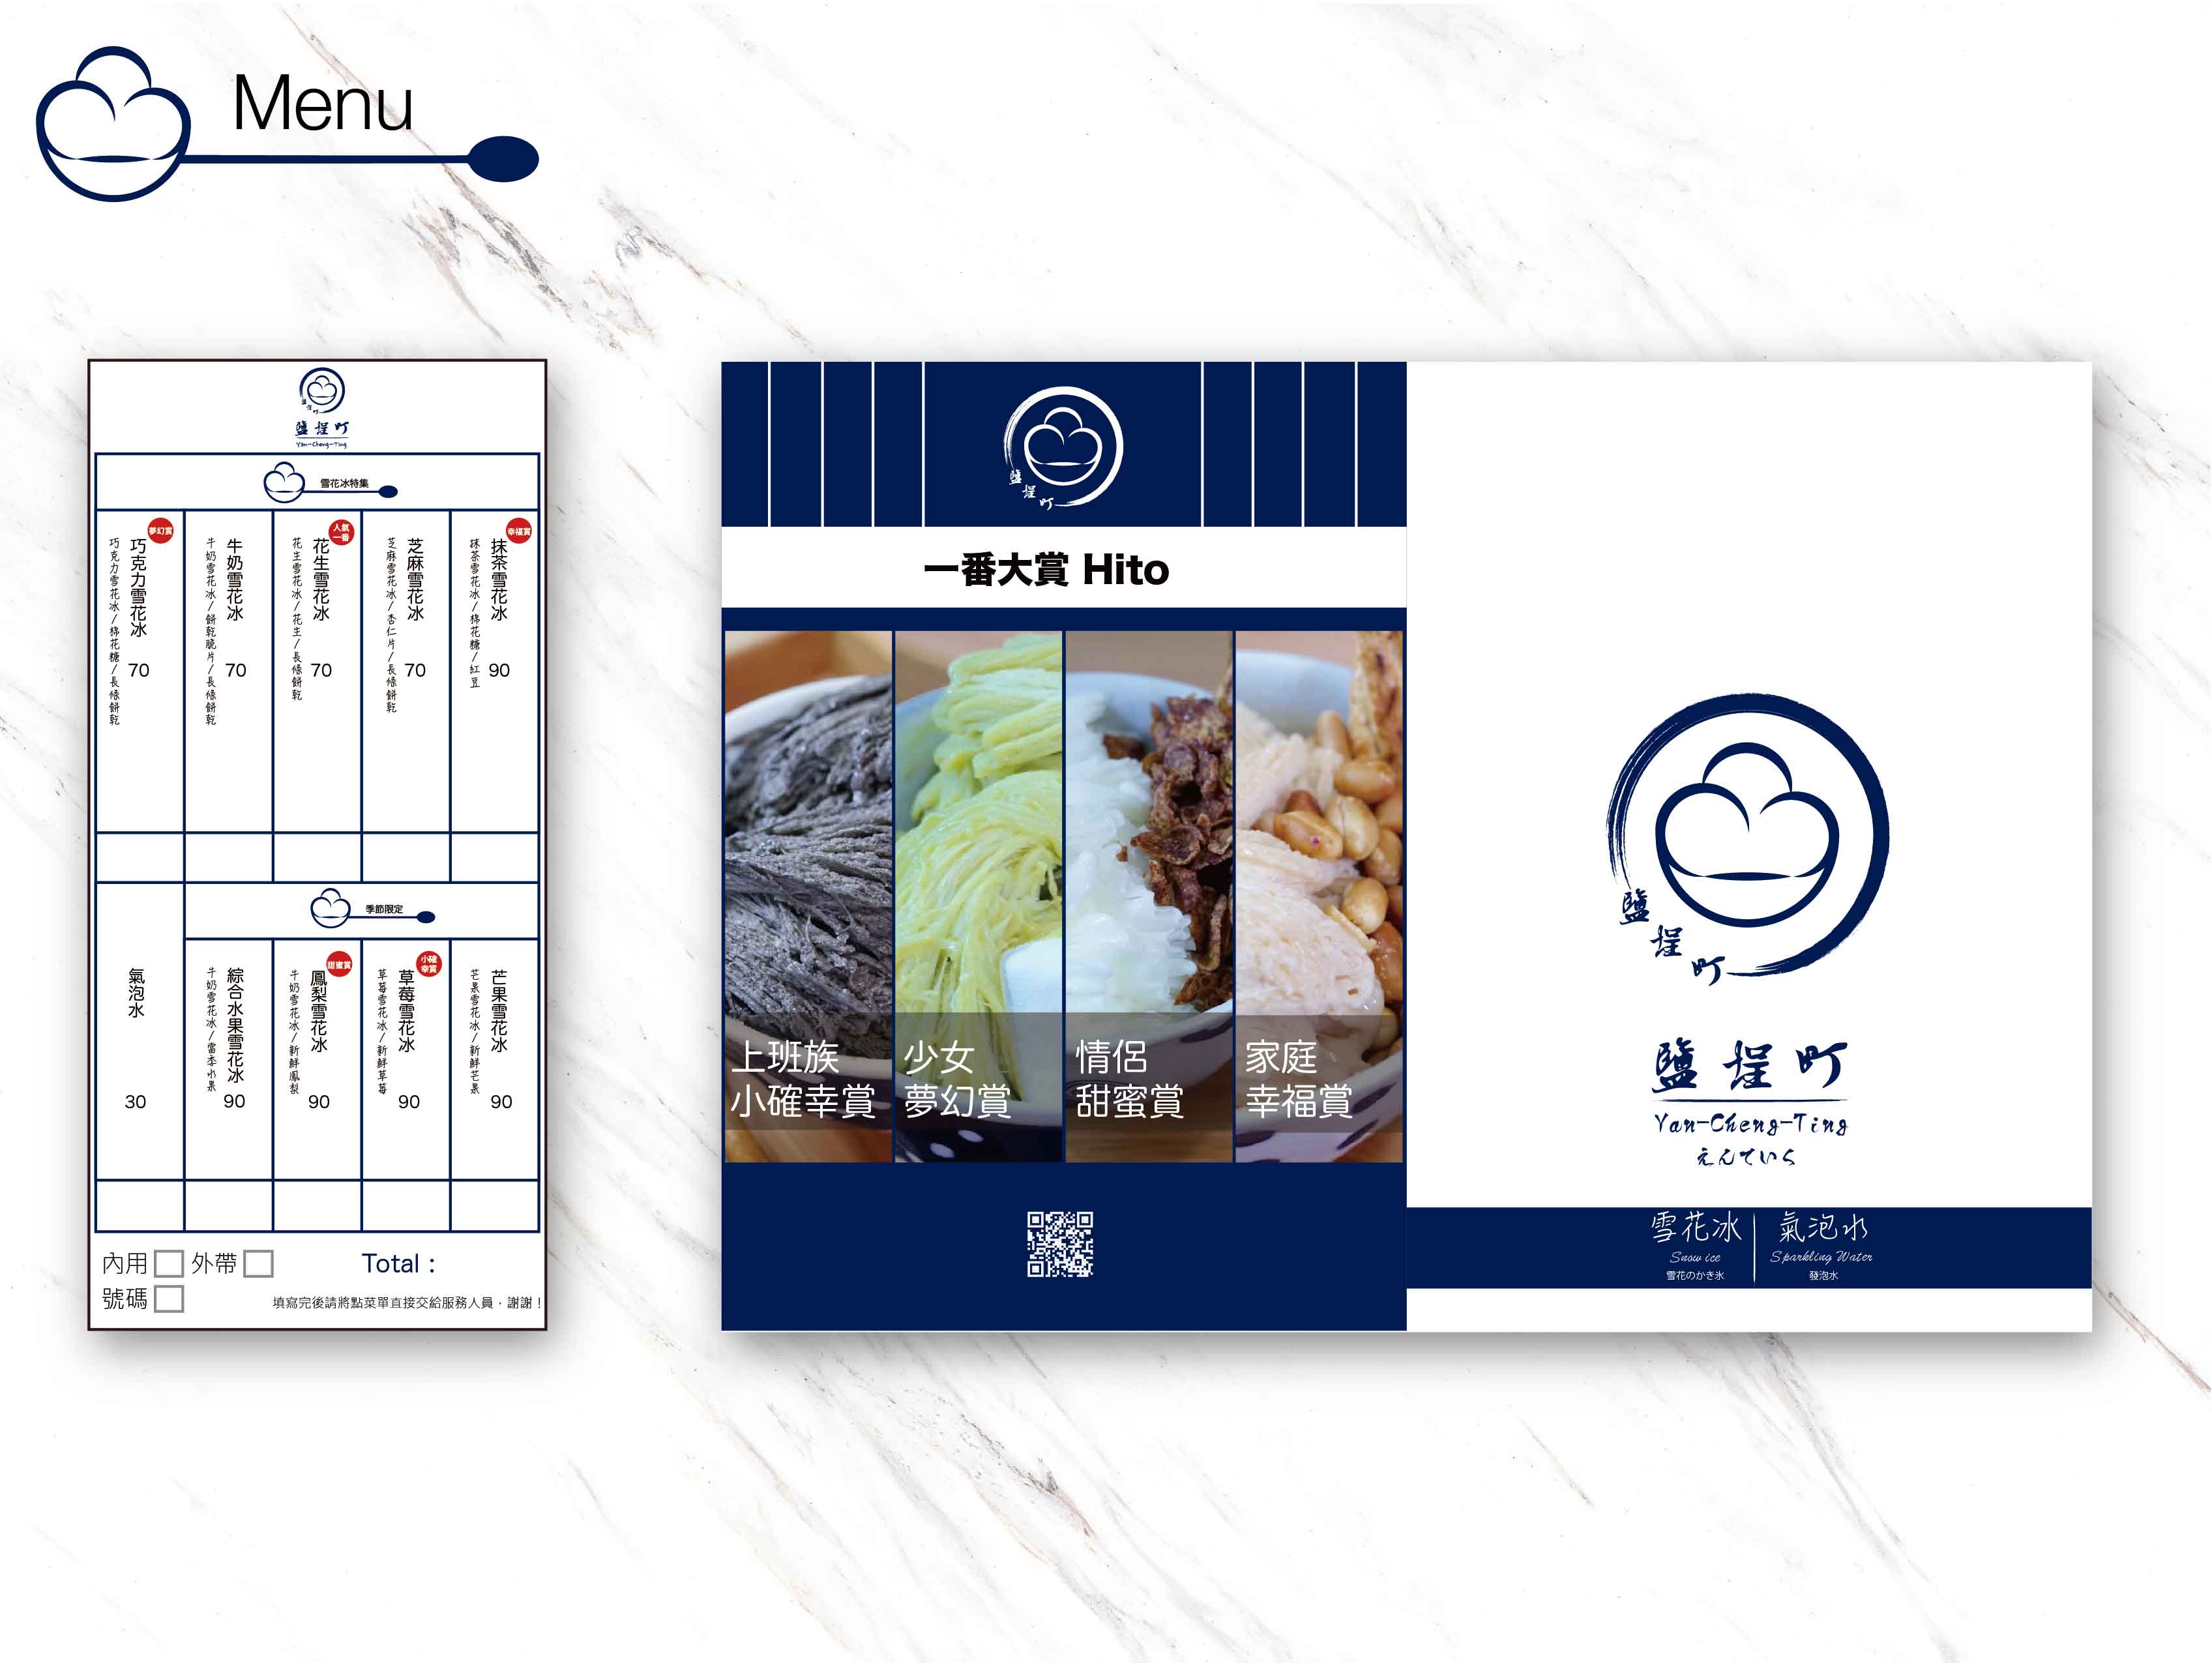 Menu
鹽埕町
鹽埕町
Yan-Cheng-Ting
雪花冰特集
幸福賞
抹茶雪花冰
抹茶雪花冰/棉花糖/紅豆
90
芝麻雪花冰
芝麻雪花冰/杏仁片/長條餅乾
70
人氣
一番
花生雪花冰
花生雪花冰/花生/長條餅乾
70
牛奶雪花冰
牛奶雪花冰/餅乾脆片/長條餅乾
70
夢幻賞
巧克力雪花冰
巧克力雪花冰/棉花糖/長條餅乾
70
季節限定
芒果雪花冰
芒果雪花冰/新鮮芒果
90
小確
幸賞
草莓雪花冰
草莓雪花冰/新鮮草莓
90
甜蜜賞
鳳梨雪花冰
牛奶雪花冰/新鮮鳳梨
90
綜合水果雪花冰
牛奶雪花冰/當季水果
90
氣泡水
30
內用 外帶 Total :
號碼
填寫完後請將點菜單直接交給服務人員，謝謝！
鹽埕町
一番大賞 Hito
上班族
小確幸賞
少女
夢幻賞
情侶
甜蜜賞
家庭
幸福賞
鹽埕町
鹽埕町
Yan-Cheng-Ting
えんていち
雪花冰 氣泡水
Snow ice Sparkling Water
雪花のかき氷 發泡水